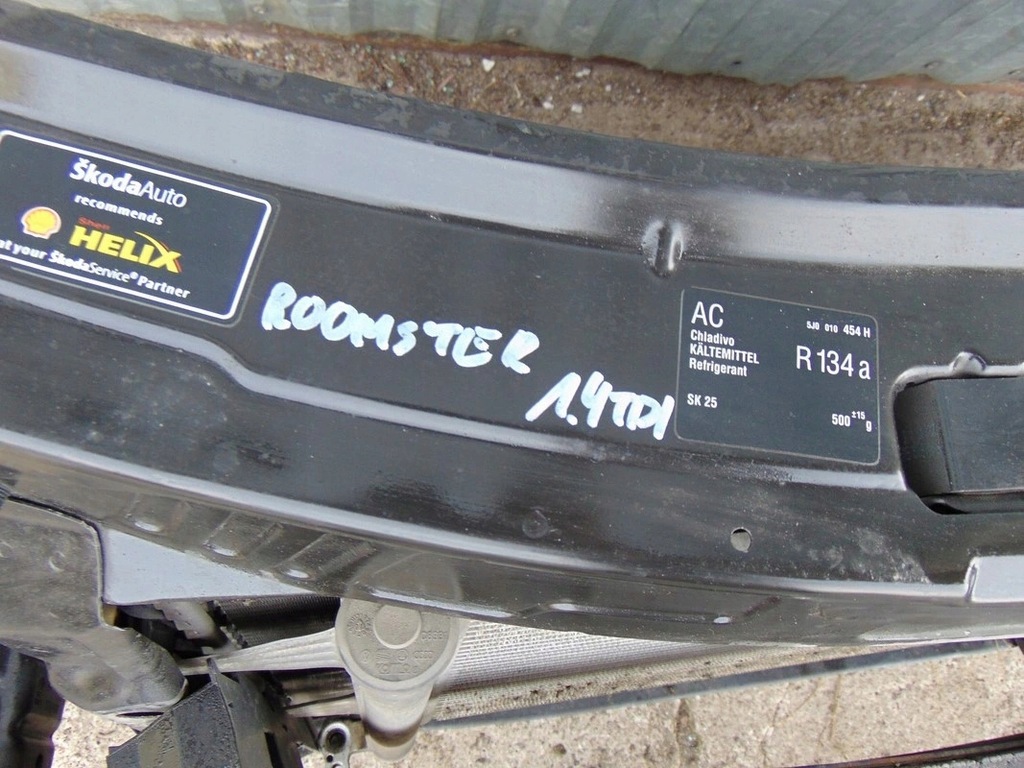 ŠkodaAuto
recommends
Shell
HELIX
at your ŠkodaService® Partner
ROOMSTER
1.4TDI
AC
5J0 010 454 H
Chladivo
KÄLTEMITTEL
Refrigerant
R 134 a
SK 25
500 ±15 g